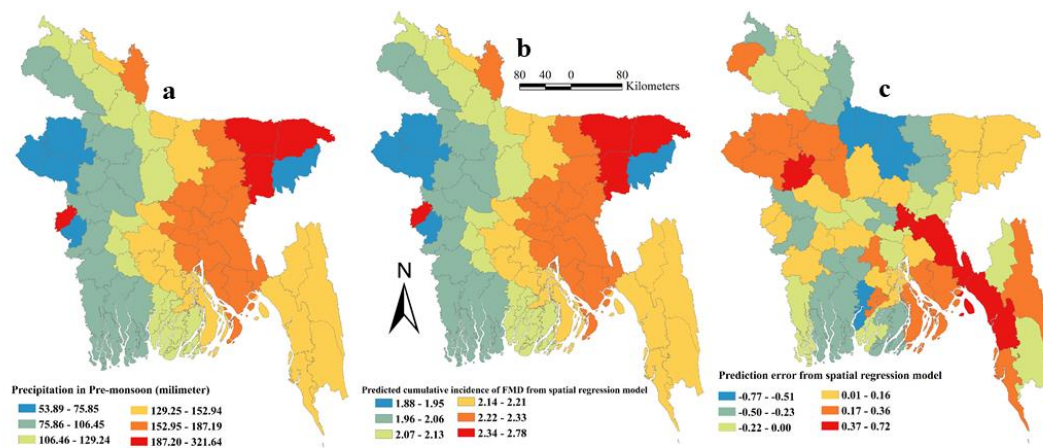 a
b
c
80 40 0 80
Kilometers
N
Precipitation in Pre-monsoon (milimeter)
53.89 - 75.85
75.86 - 106.45
106.46 - 129.24
129.25 - 152.94
152.95 - 187.19
187.20 - 321.64
Predicted cumulative incidence of FMD from spatial regression model
1.88 - 1.95
1.96 - 2.06
2.07 - 2.13
2.14 - 2.21
2.22 - 2.33
2.34 - 2.78
Prediction error from spatial regression model
-0.77 - -0.51
-0.50 - -0.23
-0.22 - 0.00
0.01 - 0.16
0.17 - 0.36
0.37 - 0.72